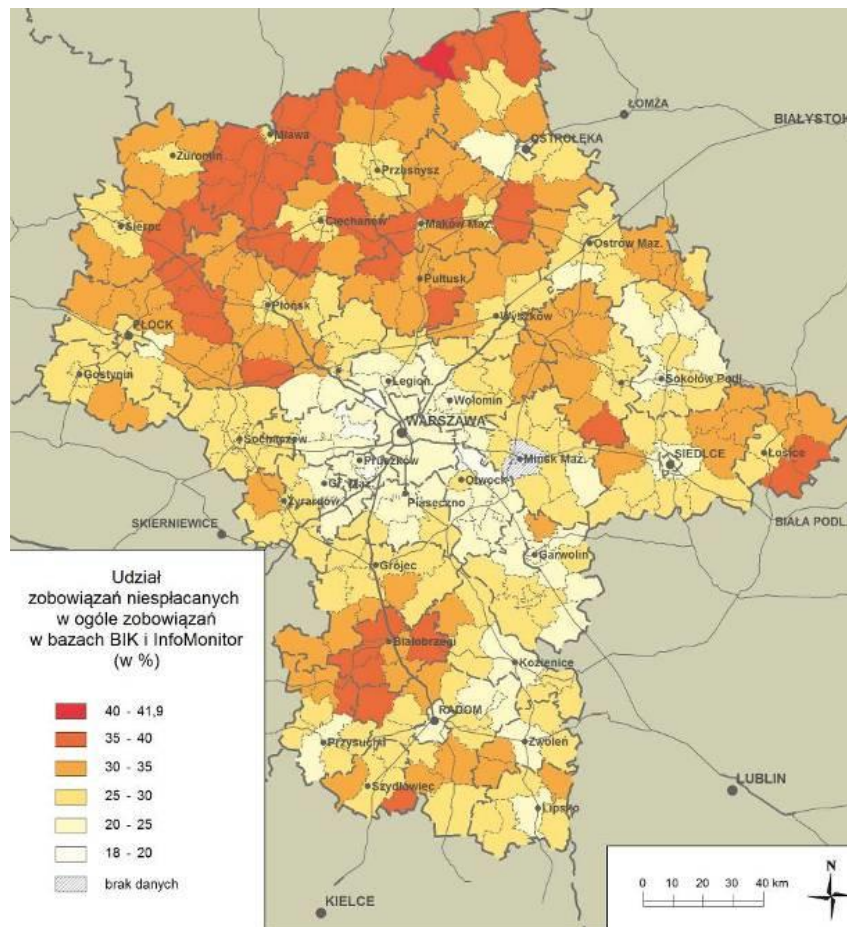 ŁOMŻA
BIAŁYSTOK
OSTROŁĘKA
Mława
Żuromin
Przasnysz
Sierpc
Ciechanów
Maków Maz.
Ostrów Maz.
Pułtusk
Płońsk
Wyszków
PŁOCK
Gostynin
Legion.
Wołomin
Sokołów Podl.
WARSZAWA
Sochaczew
Pruszków
Mińsk Maz.
SIEDLCE
Łosice
Gr. Maz.
Otwock
Żyrardów
Piaseczno
SKIERNIEWICE
BIAŁA PODL.
Garwolin
Grójec
Białobrzegi
Kozienice
RADOM
Przysucha
Zwoleń
Szydłowiec
Lipsko
LUBLIN
KIELCE
Udział
zobowiązań niespłacanych
w ogóle zobowiązań
w bazach BIK i InfoMonitor
(w %)
40 - 41,9
35 - 40
30 - 35
25 - 30
20 - 25
18 - 20
brak danych
N
0 10 20 40 km